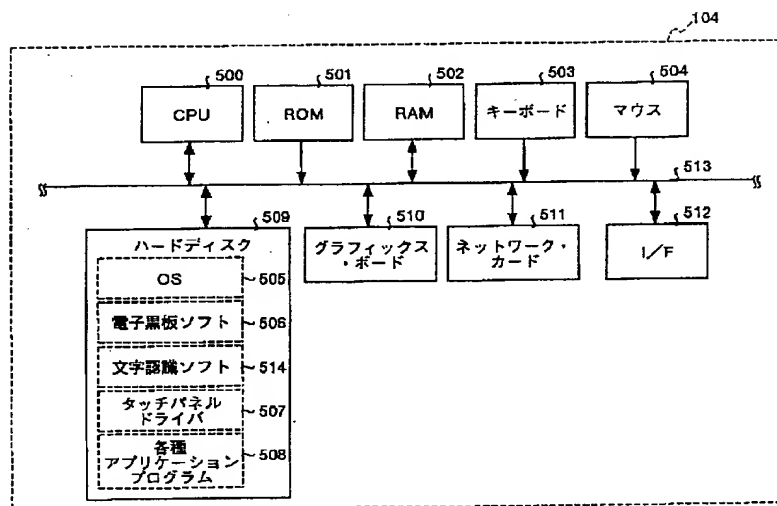 104
500
501
502
503
504
CPU
ROM
RAM
キーボード
マウス
513
509
510
511
512
ハードディスク
グラフィックス
・ボード
ネットワーク・
カード
I/F
OS
505
電子黒板ソフト
506
文字認識ソフト
514
タッチパネル
ドライバ
507
各種
アプリケーション
プログラム
508